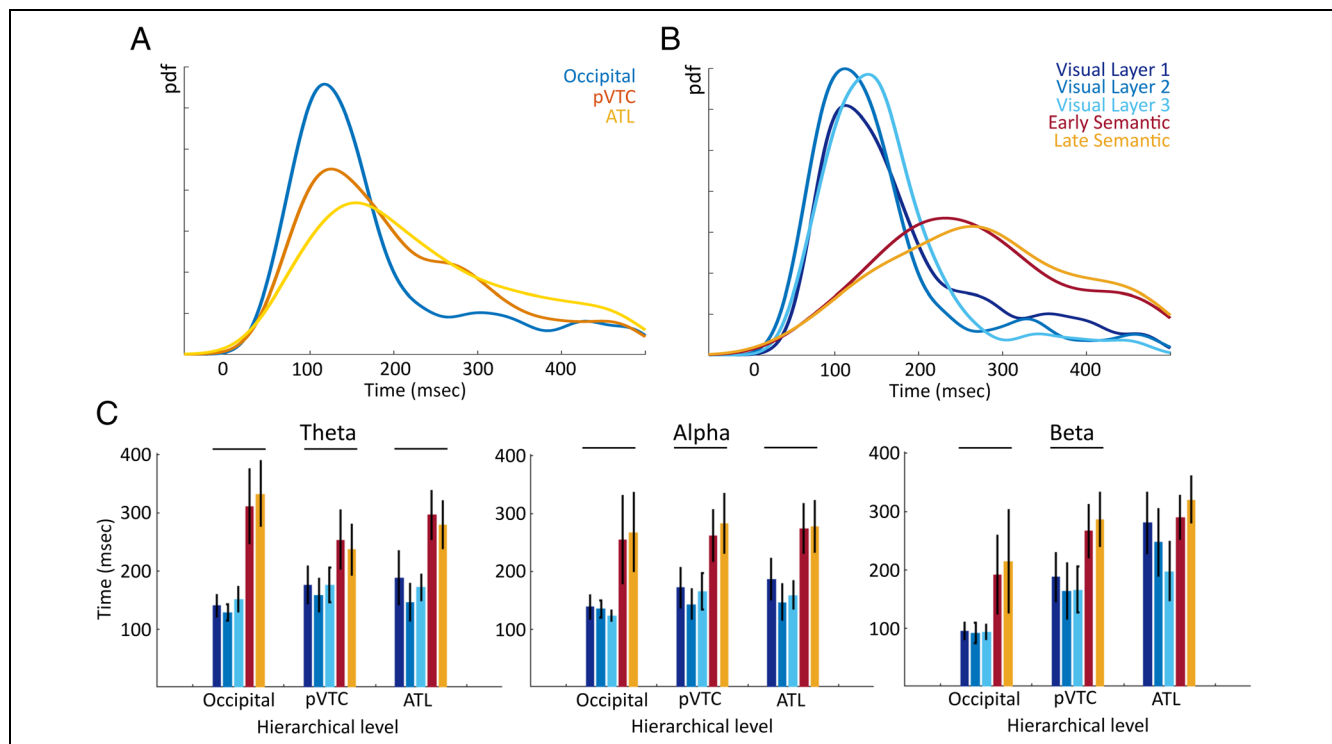 A
pdf
Occipital
pVTC
ATL
0 100 200 300 400
Time (msec)
B
pdf
Visual Layer 1
Visual Layer 2
Visual Layer 3
Early Semantic
Late Semantic
0 100 200 300 400
Time (msec)
C
Theta
400
300
200
100
Time (msec)
Occipital pVTC ATL
Hierarchical level
Alpha
400
300
200
100
Occipital pVTC ATL
Hierarchical level
Beta
400
300
200
100
Occipital pVTC ATL
Hierarchical level